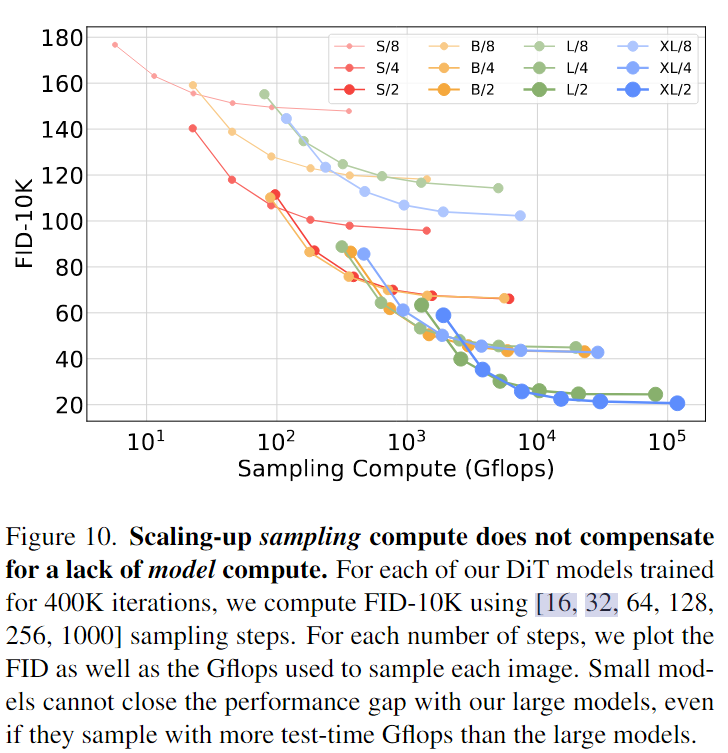 180
160
140
120
100
80
60
40
20
FID-10K
S/8 B/8 L/8 XL/8
S/4 B/4 L/4 XL/4
S/2 B/2 L/2 XL/2
10¹ 10² 10³ 10⁴ 10⁵
Sampling Compute (Gflops)
Figure 10. Scaling-up sampling compute does not compensate
for a lack of model compute. For each of our DiT models trained
for 400K iterations, we compute FID-10K using [16, 32, 64, 128,
256, 1000] sampling steps. For each number of steps, we plot the
FID as well as the Gflops used to sample each image. Small mod-
els cannot close the performance gap with our large models, even
if they sample with more test-time Gflops than the large models.